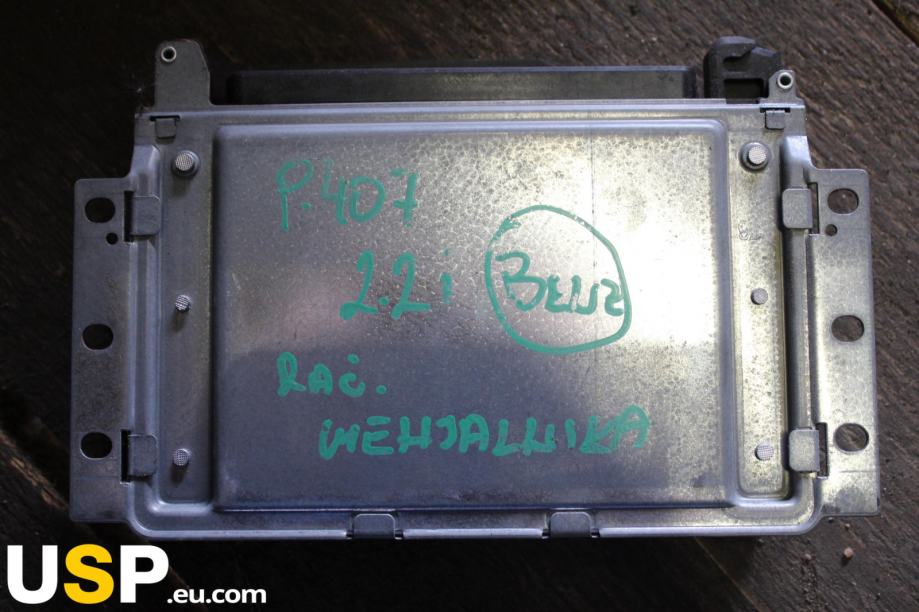 P.407
2.2i Benz
RAČ.
MENJALNIKA
USP.eu.com